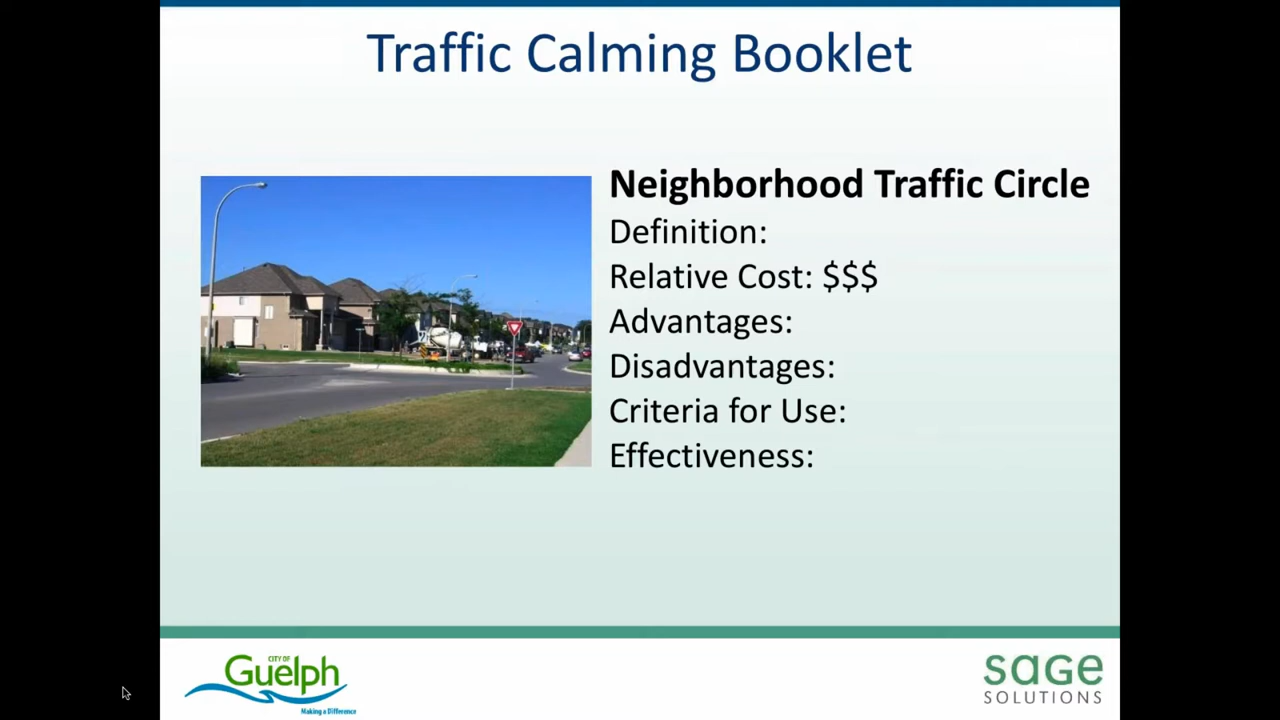 Traffic Calming Booklet
Neighborhood Traffic Circle
Definition:
Relative Cost: $$$
Advantages:
Disadvantages:
Criteria for Use:
Effectiveness:
CITY OF
Guelph
Making a Difference
sage
SOLUTIONS